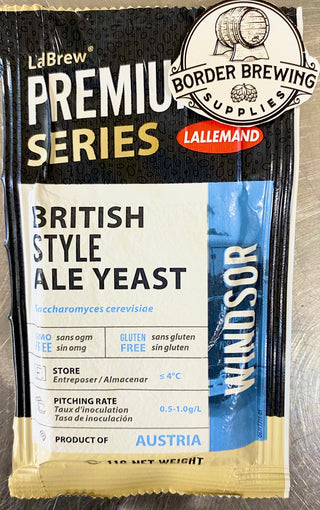 LaBrew®
PREMIU
SERIES
BORDER BREWING
SUPPLIES
LALLEMAND
BRITISH
STYLE
ALE YEAST
Saccharomyces cerevisiae
WINDSOR
GMO FREE sans ogm sin omg
GLUTEN FREE sans gluten sin gluten
STORE
Entreposer / Almacenar
≤ 4°C
PITCHING RATE
Taux d'inoculation
Tasa de inoculación
0.5-1.0g/L
PRODUCT OF AUSTRIA
11G NET WEIGHT